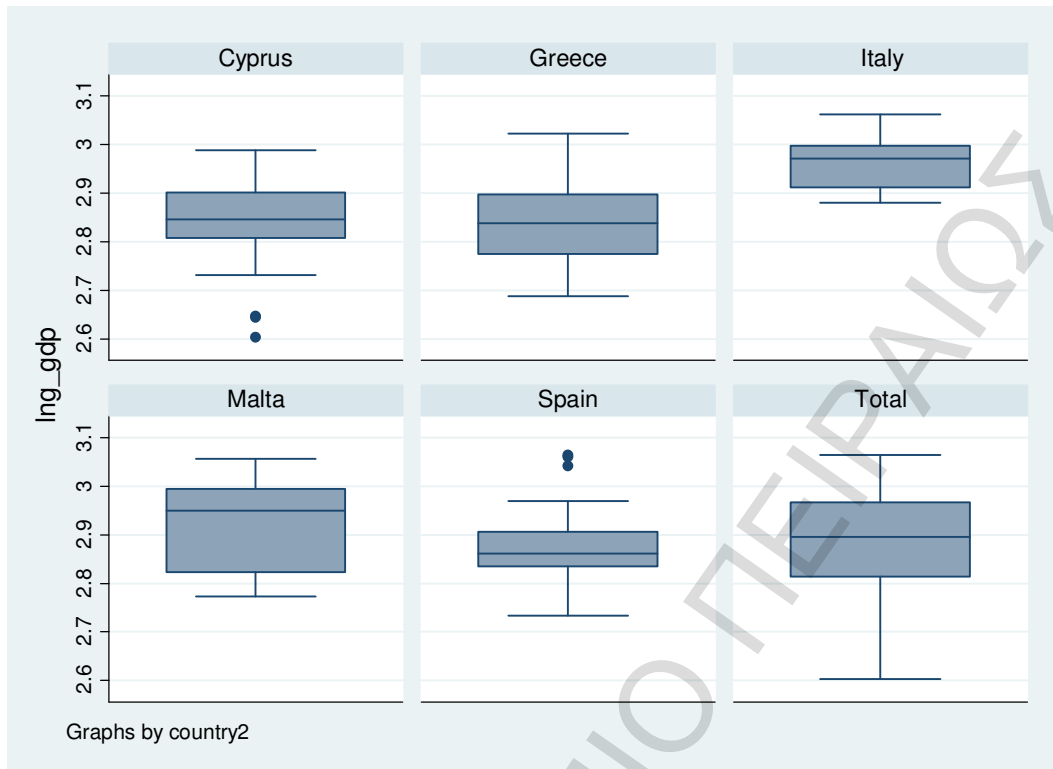 Cyprus
Greece
Italy
3.1
3
2.9
2.8
2.7
2.6
lng_gdp
Malta
Spain
Total
3.1
3
2.9
2.8
2.7
2.6
Graphs by country2
ΠΕΙΡΑΙΩΣ